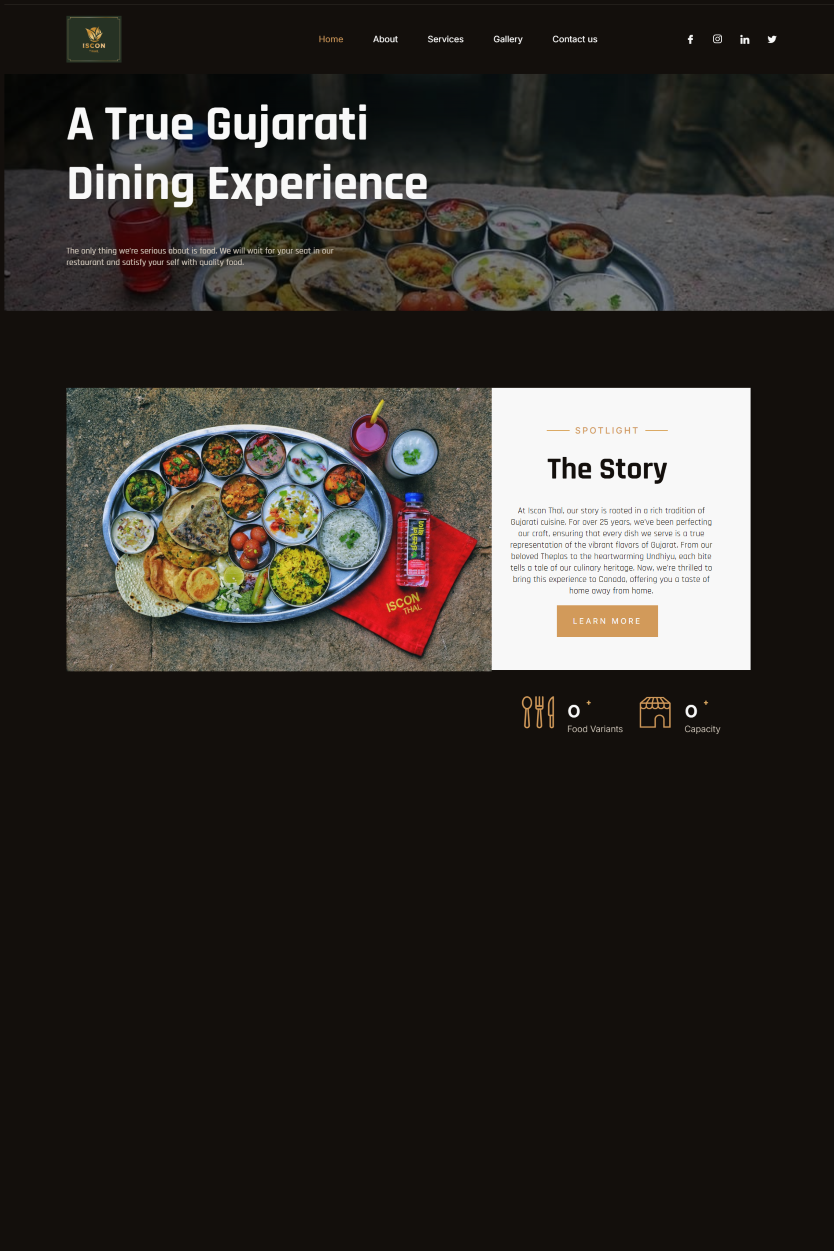 ISCON
THAL
Home
About
Services
Gallery
Contact us
A True Gujarati
Dining Experience
The only thing we're serious about is food. We will wait for your seat in our
restaurant and satisfy your self with quality food.
SPOTLIGHT
The Story
At Iscon Thal, our story is rooted in a rich tradition of
Gujarati cuisine. For over 25 years, we've been perfecting
our craft, ensuring that every dish we serve is a true
representation of the vibrant flavors of Gujarat. From our
beloved Theplas to the heartwarming Undhiyu, each bite
tells a tale of our culinary heritage. Now, we're thrilled to
bring this experience to Canada, offering you a taste of
home away from home.
LEARN MORE
ISCON
THAL
0 +
Food Variants
0 +
Capacity